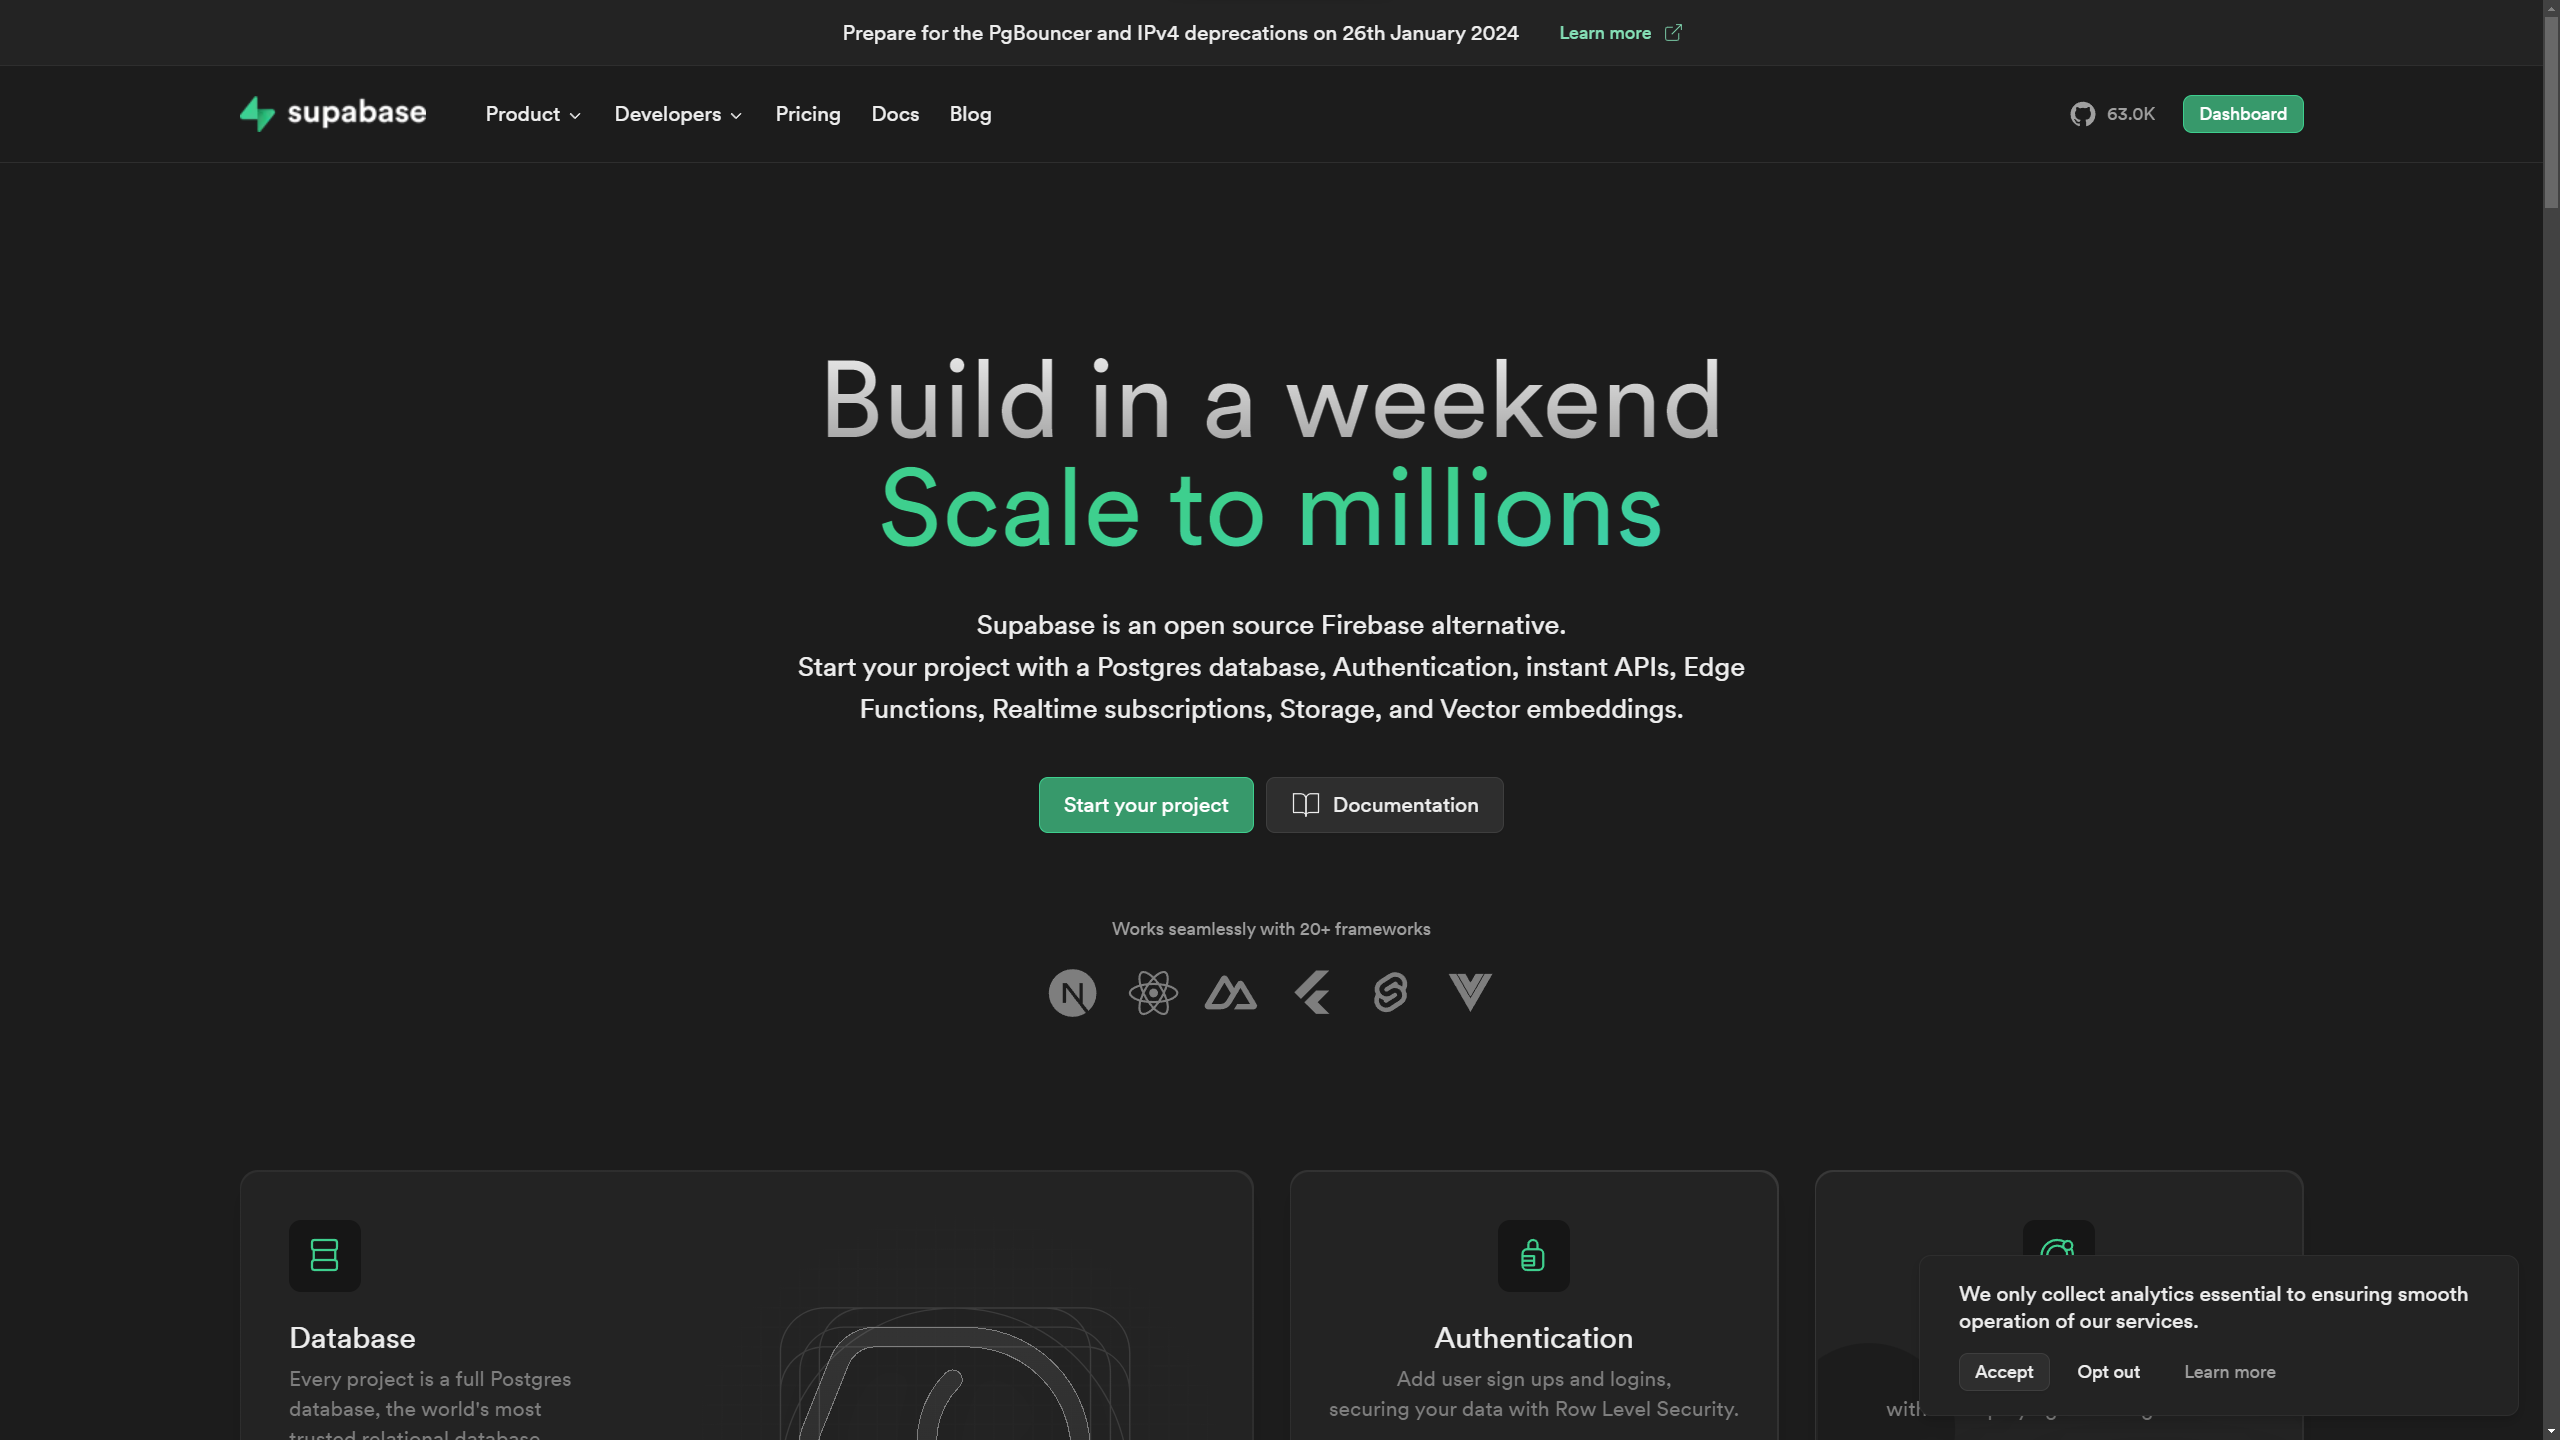 Prepare for the PgBouncer and IPv4 deprecations on 26th January 2024 Learn more
supabase Product Developers Pricing Docs Blog 63.0K Dashboard
Build in a weekend
Scale to millions
Supabase is an open source Firebase alternative.
Start your project with a Postgres database, Authentication, instant APIs, Edge
Functions, Realtime subscriptions, Storage, and Vector embeddings.
Start your project Documentation
Works seamlessly with 20+ frameworks
Database
Every project is a full Postgres
database, the world's most
trusted relational database
Authentication
Add user sign ups and logins,
securing your data with Row Level Security.
with
We only collect analytics essential to ensuring smooth
operation of our services.
Accept Opt out Learn more